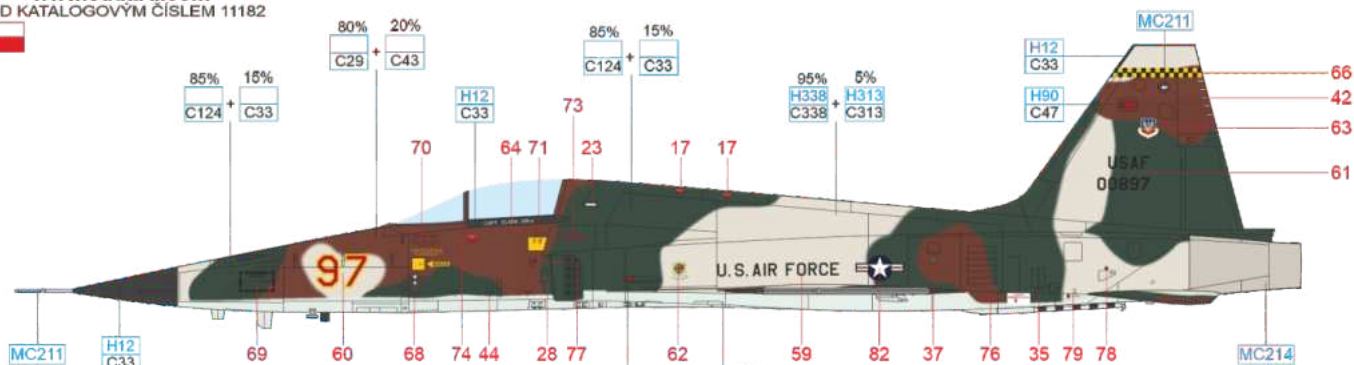 D KATALOGOVÝM ČÍSLEM 11182
MC211
80% 20%
C29 + C43
85% 15%
C124 + C33
H12
C33
66
85% 15%
C124 + C33
H12
C33
73
95% 5%
H338 H313
C338 + C313
H90
C47
42
63
70 64 71 23 17 17
USAF
00897
61
97
U.S. AIR FORCE
MC211
H12
C33
69 60 68 74 44 28 77 62 59 82 37 76 35 79 78
MC214